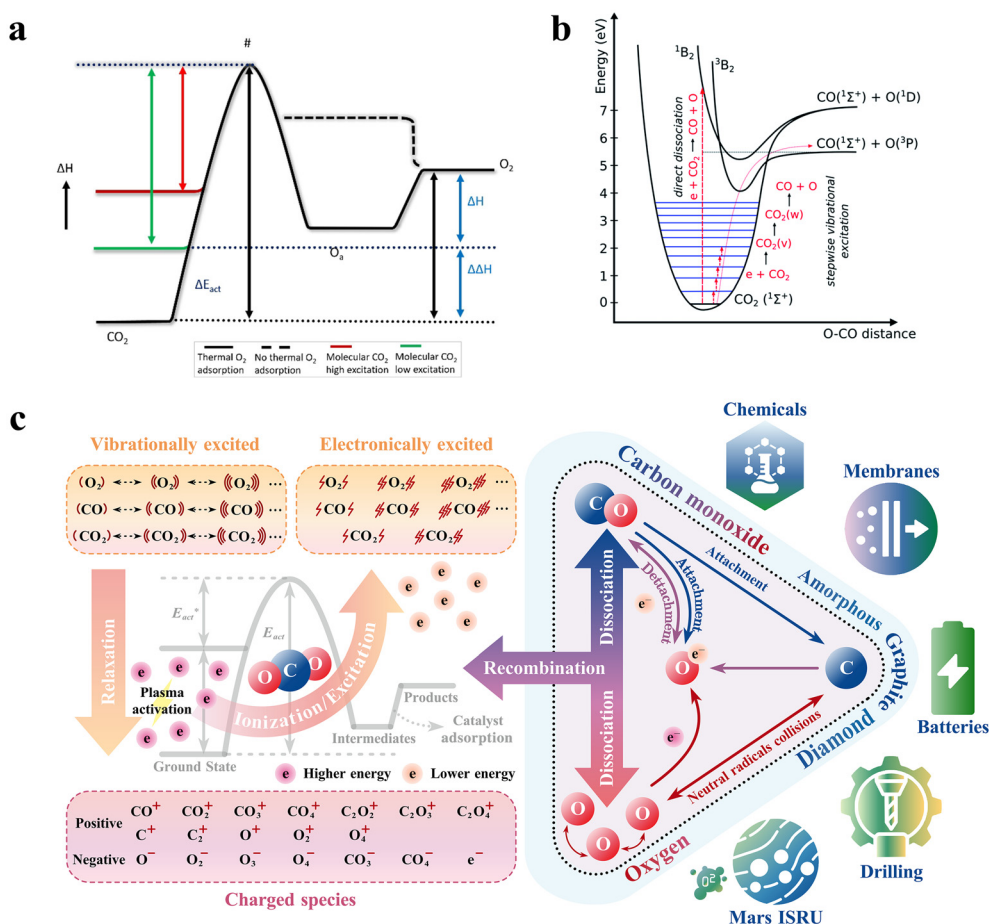 a
#
ΔH
O₂
ΔH
Oₐ
ΔΔH
ΔE_act
CO₂
Thermal O₂ adsorption
No thermal O₂ adsorption
Molecular CO₂ high excitation
Molecular CO₂ low excitation
b
Energy (eV)
¹B₂
³B₂
7
6
5
4
3
2
1
0
CO(¹Σ⁺) + O(¹D)
CO(¹Σ⁺) + O(³P)
direct dissociation
e + CO₂ → CO + O
CO + O
CO₂(w)
CO₂(v)
e + CO₂
stepwise vibrational
excitation
CO₂ (¹Σ⁺)
O-CO distance
c
Vibrationally excited
(O₂) ((O₂)) (((O₂))) ...
(CO) ((CO)) (((CO))) ...
(CO₂) ((CO₂)) (((CO₂))) ...
Electronically excited
O₂ O₂ O₂ ...
CO CO CO ...
CO₂ CO₂
Relaxation
E_act*
E_act
O C O
e e e e e e e
e e e e e e e
Plasma
activation
Ionization/Excitation
Products
Intermediates
Catalyst
adsorption
Ground State
e Higher energy
e Lower energy
Positive
CO⁺ CO₂⁺ CO₃⁺ CO₄⁺ C₂O₂⁺ C₂O₃⁺ C₂O₄⁺
C⁺ C₂⁺ O⁺ O₂⁺ O₄⁺
Negative O⁻ O₂⁻ O₃⁻ O₄⁻ CO₃⁻ CO₄⁻ e⁻
Charged species
Recombination
Dissociation
Dissociation
Carbon monoxide
C O
Attachment
Attachment
Dettachment
e⁻
O e⁻
C
e⁻
Neutral radicals collisions
O O O
Oxygen
Amorphous
Graphite
Diamond
Chemicals
Membranes
Batteries
Drilling
O2
Mars ISRU